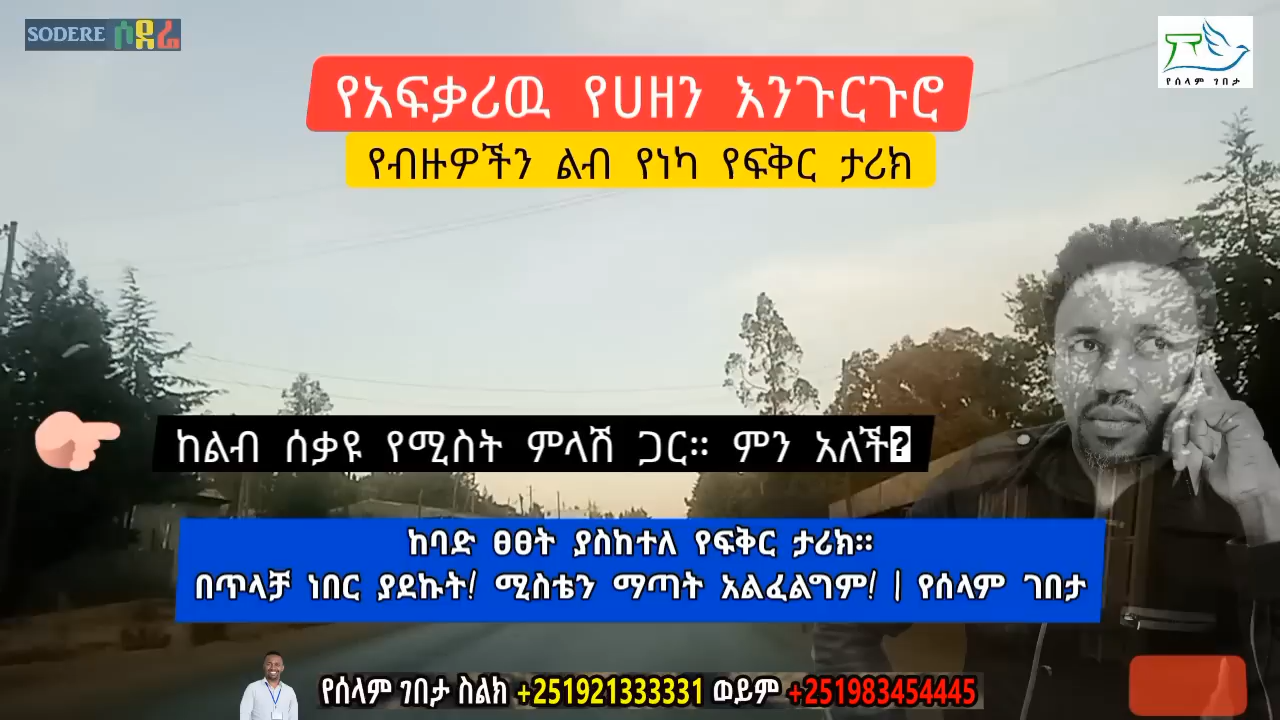 SODERE ሶደሬ
የሰላም ገበታ
የአፍቃሪዉ የሀዘን እንጉርጉሮ
የብዙዎችን ልብ የነካ የፍቅር ታሪክ
ከልብ ሰቃዩ የሚስት ምላሽ ጋር። ምን አለች
ከባድ ፀፀት ያስከተለ የፍቅር ታሪክ።
በጥላቻ ነበር ያደኩት! ሚስቴን ማጣት አልፈልግም! | የሰላም ገበታ
የሰላም ገበታ ስልክ +251921333331 ወይም +251983454445